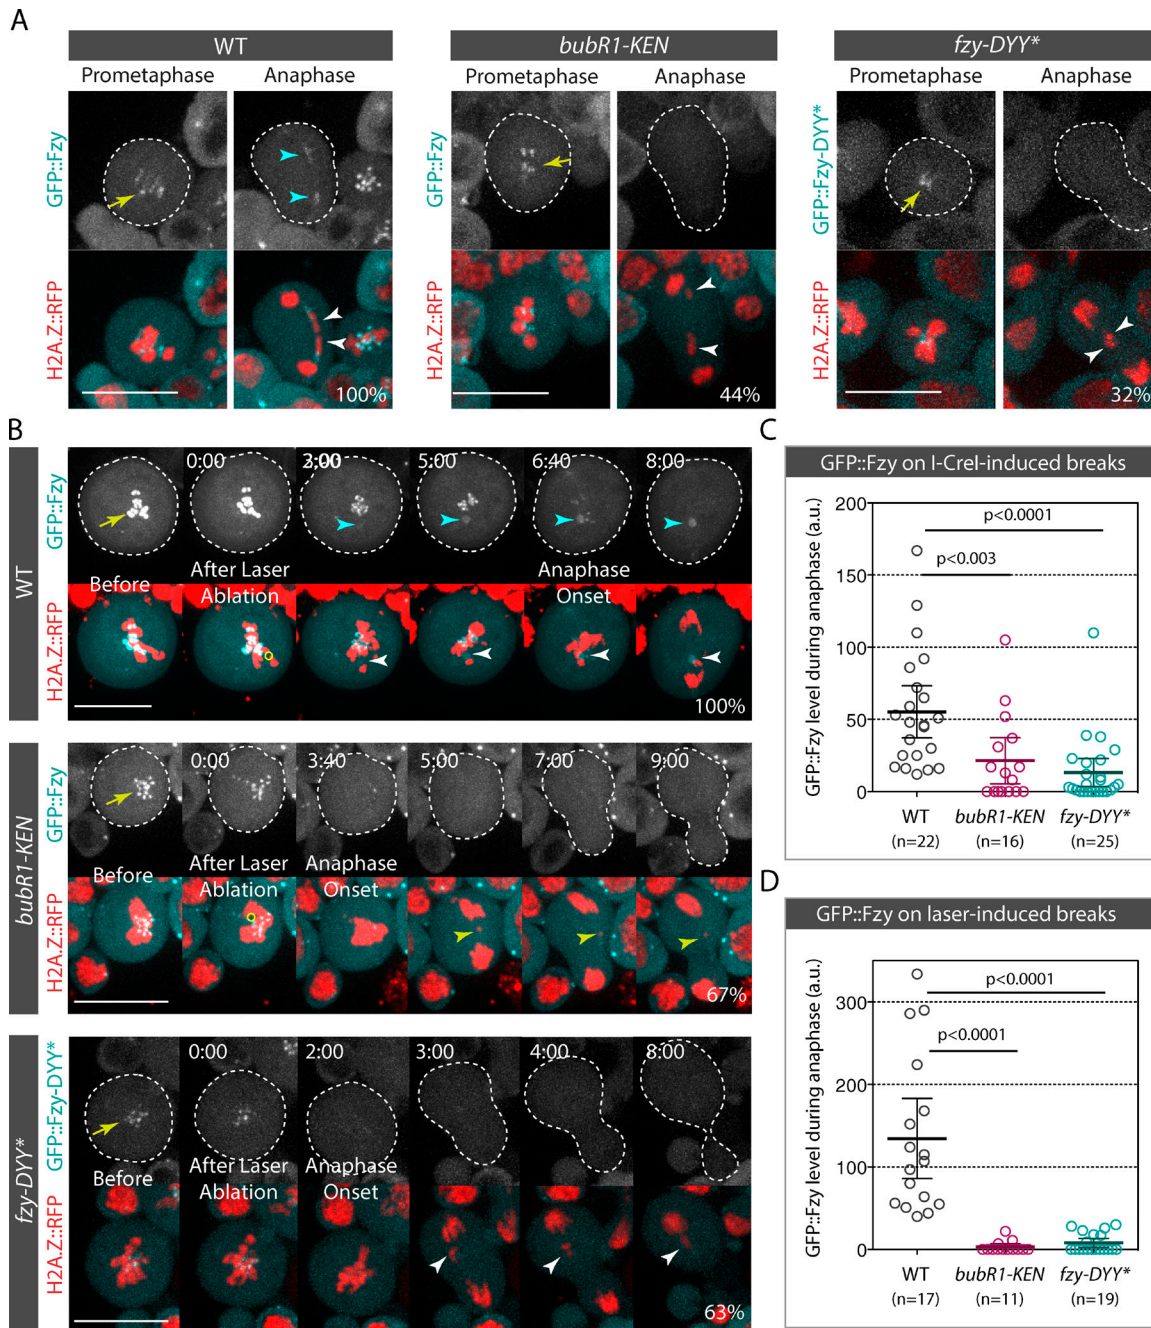 A
WT
bubR1-KEN
fzy-DYY*
Prometaphase
Anaphase
Prometaphase
Anaphase
Prometaphase
Anaphase
GFP::Fzy
GFP::Fzy
GFP::Fzy-DYY*
H2A.Z::RFP
H2A.Z::RFP
H2A.Z::RFP
100%
44%
32%
B
WT
GFP::Fzy
0:00
5:00
6:40
8:00
H2A.Z::RFP
Before
After Laser
Ablation
Anaphase
Onset
100%
bubR1-KEN
GFP::Fzy
0:00
3:40
5:00
7:00
9:00
H2A.Z::RFP
Before
After Laser
Ablation
Anaphase
Onset
67%
fzy-DYY*
GFP::Fzy-DYY*
0:00
2:00
3:00
4:00
8:00
H2A.Z::RFP
Before
After Laser
Ablation
Anaphase
Onset
63%
C
GFP::Fzy on I-CreI-induced breaks
GFP::Fzy level during anaphase (a.u.)
200
150
100
50
0
p<0.0001
p<0.003
WT
bubR1-KEN
fzy-DYY*
(n=22)
(n=16)
(n=25)
D
GFP::Fzy on laser-induced breaks
GFP::Fzy level during anaphase (a.u.)
300
200
100
0
p<0.0001
p<0.0001
WT
bubR1-KEN
fzy-DYY*
(n=17)
(n=11)
(n=19)